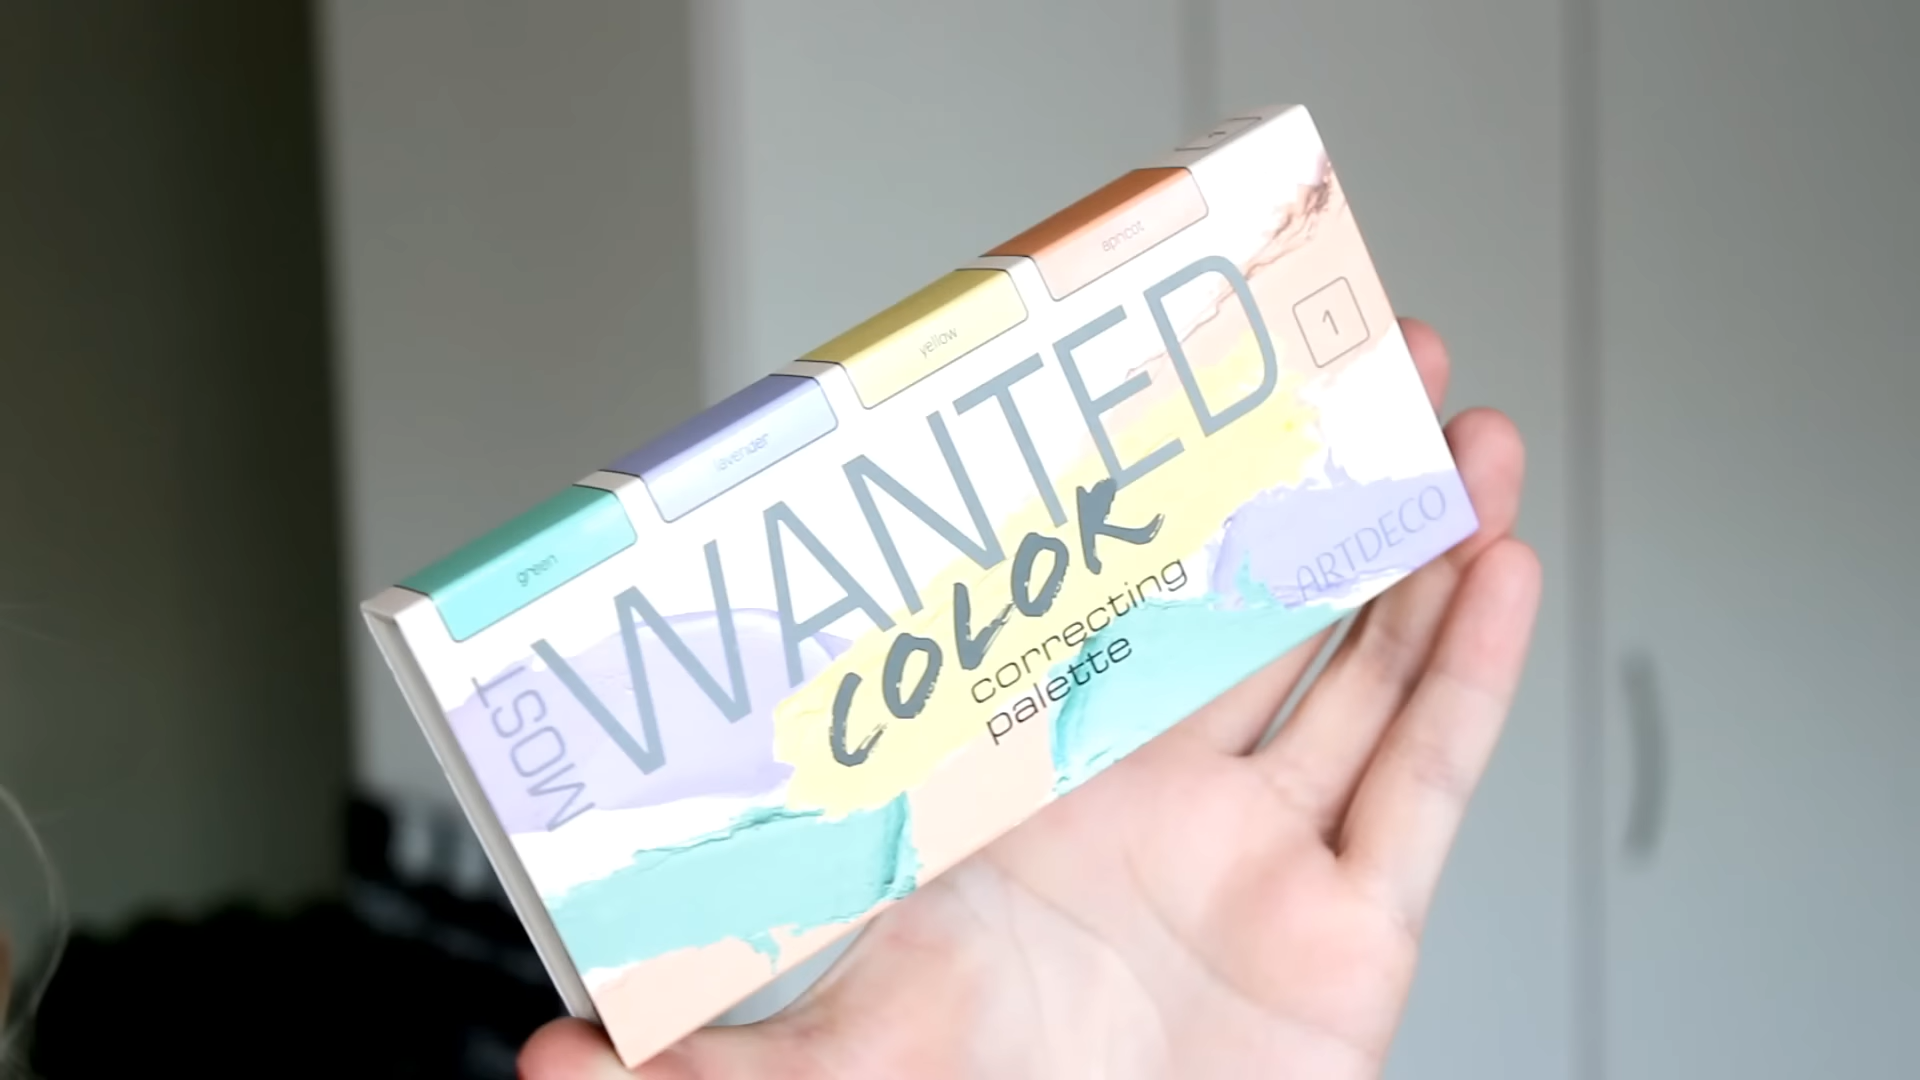 green
lavender
yellow
apricot
1
MOST
WANTED
COLOR
correcting
palette
ARTDECO